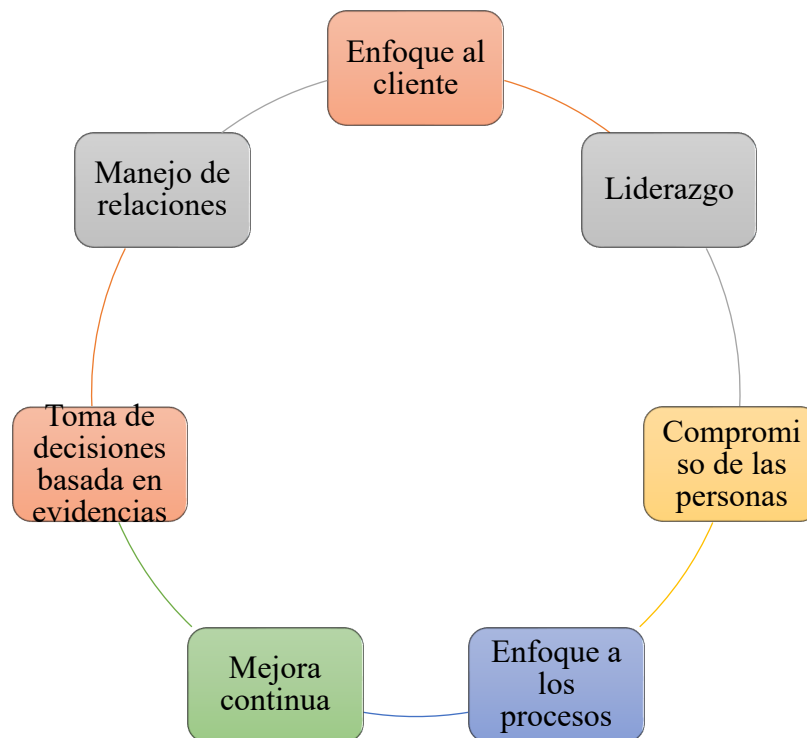 Enfoque al
cliente
Liderazgo
Compromi
so de las
personas
Enfoque a
los
procesos
Mejora
continua
Toma de
decisiones
basada en
evidencias
Manejo de
relaciones